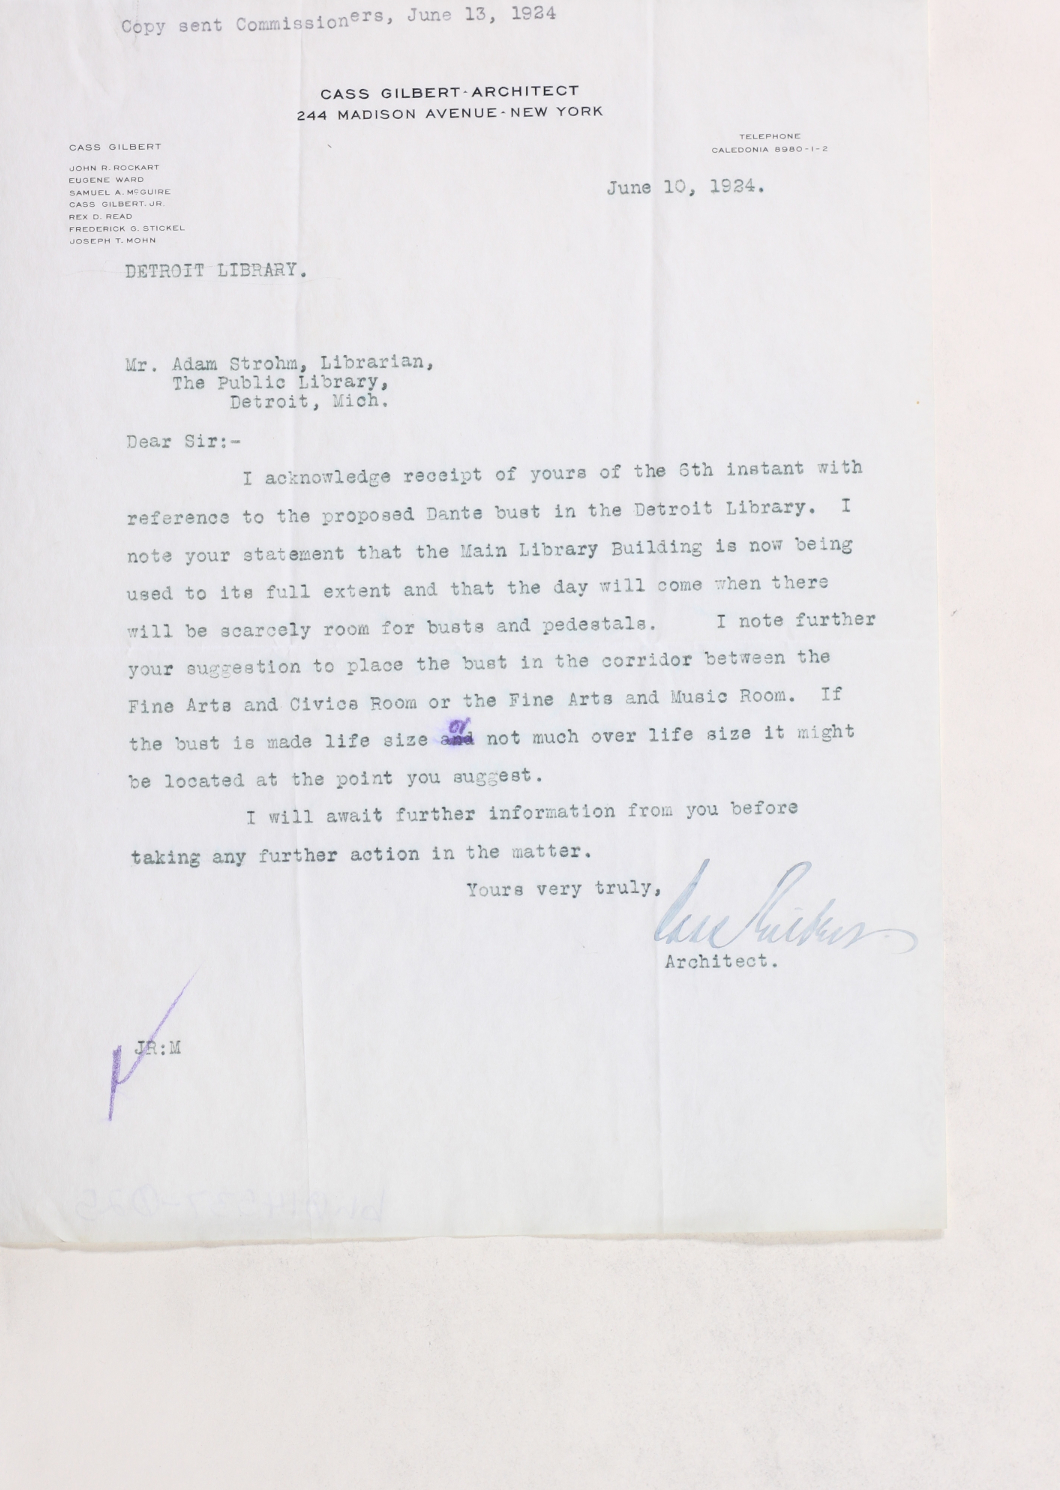 Copy sent Commissioners, June 13, 1924
CASS GILBERT-ARCHITECT
244 MADISON AVENUE-NEW YORK
TELEPHONE
CALEDONIA 8980-1-2
CASS GILBERT
JOHN R. ROCKART
EUGENE WARD
SAMUEL A. McGUIRE
CASS GILBERT. JR.
REX D. READ
FREDERICK G. STICKEL
JOSEPH T. MOHN
June 10, 1924.
DETROIT LIBRARY.
Mr. Adam Strohm, Librarian,
The Public Library,
Detroit, Mich.
Dear Sir:-
I acknowledge receipt of yours of the 6th instant with
reference to the proposed Dante bust in the Detroit Library. I
note your statement that the Main Library Building is now being
used to its full extent and that the day will come when there
will be scarcely room for busts and pedestals. I note further
your suggestion to place the bust in the corridor between the
Fine Arts and Civics Room or the Fine Arts and Music Room. If
the bust is made life size or not much over life size it might
be located at the point you suggest.
I will await further information from you before
taking any further action in the matter.
Yours very truly,
Cass Gilbert
Architect.
JR:M